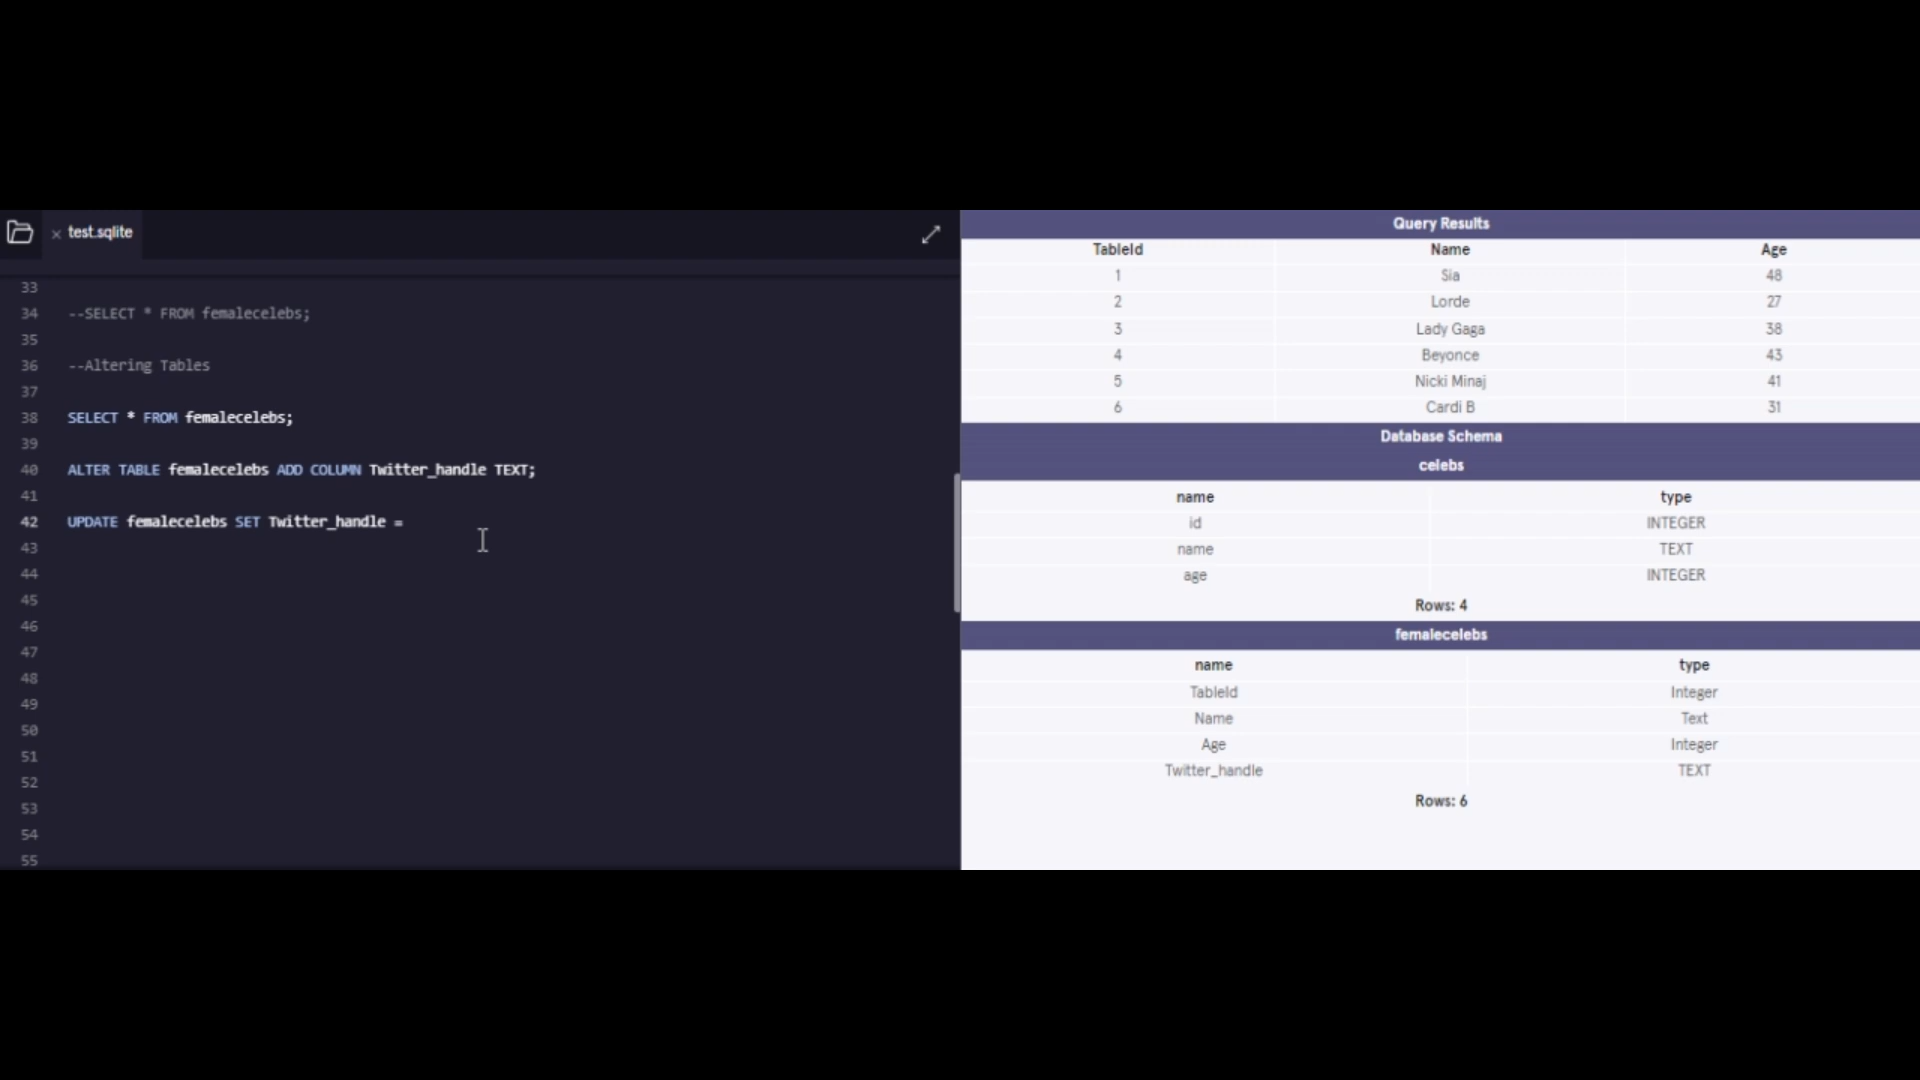 test.sqlite
33
34 --SELECT * FROM femalecelebs;
35
36 --Altering Tables
37
38 SELECT * FROM femalecelebs;
39
40 ALTER TABLE femalecelebs ADD COLUMN Twitter_handle TEXT;
41
42 UPDATE femalecelebs SET Twitter_handle =
43
44
45
46
47
48
49
50
51
52
53
54
55
Query Results
TableId Name Age
1 Sia 48
2 Lorde 27
3 Lady Gaga 38
4 Beyonce 43
5 Nicki Minaj 41
6 Cardi B 31
Database Schema
celebs
name type
id INTEGER
name TEXT
age INTEGER
Rows: 4
femalecelebs
name type
TableId Integer
Name Text
Age Integer
Twitter_handle TEXT
Rows: 6